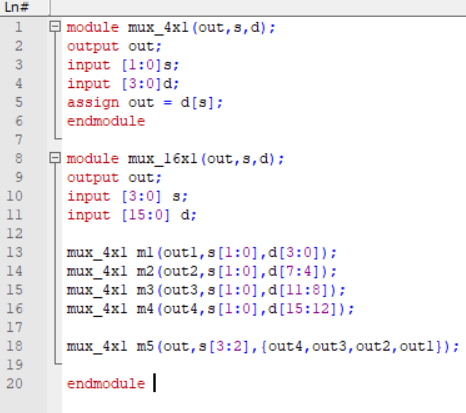 Ln#
1 module mux_4x1(out,s,d);
2 output out;
3 input [1:0]s;
4 input [3:0]d;
5 assign out = d[s];
6 endmodule
7
8 module mux_16x1(out,s,d);
9 output out;
10 input [3:0] s;
11 input [15:0] d;
12
13 mux_4x1 m1(out1,s[1:0],d[3:0]);
14 mux_4x1 m2(out2,s[1:0],d[7:4]);
15 mux_4x1 m3(out3,s[1:0],d[11:8]);
16 mux_4x1 m4(out4,s[1:0],d[15:12]);
17
18 mux_4x1 m5(out,s[3:2],{out4,out3,out2,out1});
19
20 endmodule